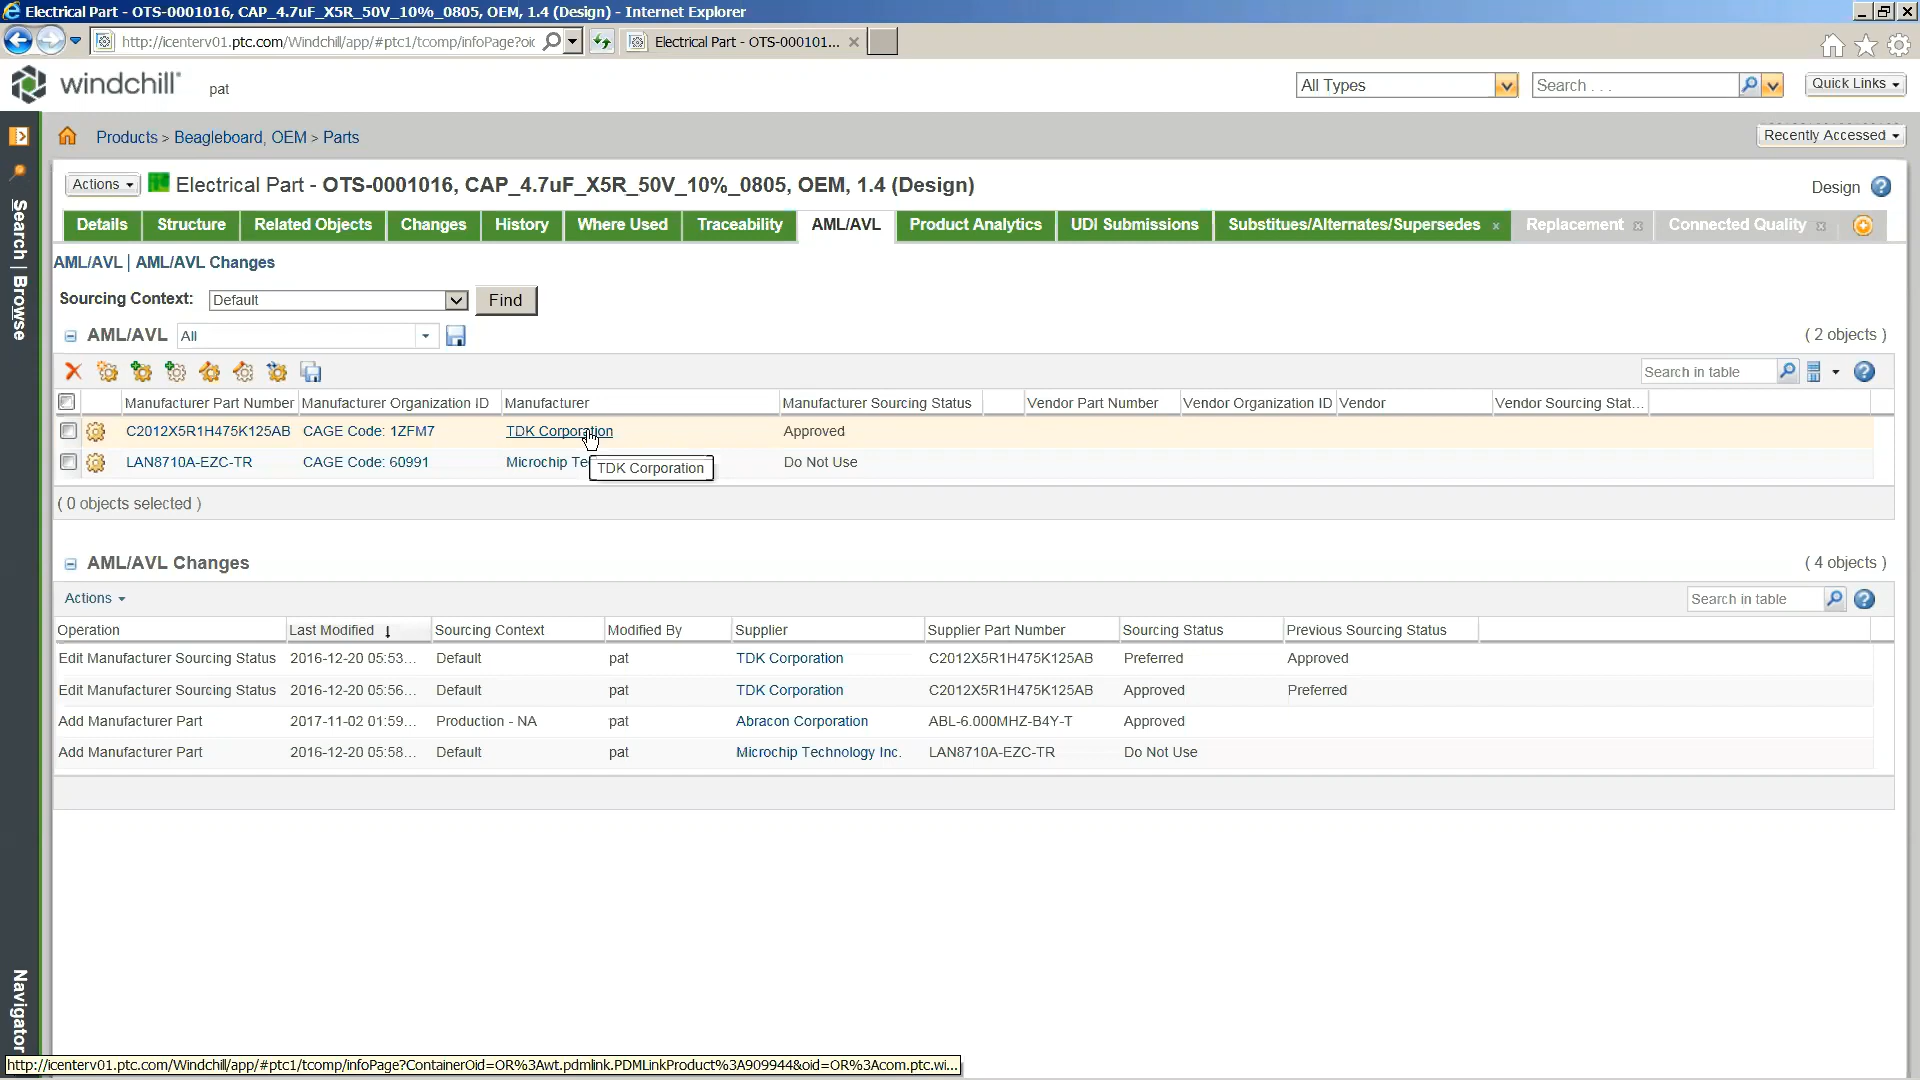 Electrical Part - OTS-0001016, CAP_4.7uF_X5R_50V_10%_0805, OEM, 1.4 (Design) - Internet Explorer
http://icenterv01.ptc.com/Windchill/app/#ptc1/tcomp/infoPage?oid Electrical Part - OTS-000101...
windchill pat All Types Search . . . Quick Links
Products > Beagleboard, OEM > Parts Recently Accessed
Actions Electrical Part - OTS-0001016, CAP_4.7uF_X5R_50V_10%_0805, OEM, 1.4 (Design) Design
Details Structure Related Objects Changes History Where Used Traceability AML/AVL Product Analytics UDI Submissions Substitues/Alternates/Supersedes x Replacement Connected Quality
Search | Browse
AML/AVL | AML/AVL Changes
Sourcing Context: Default Find
AML/AVL All ( 2 objects )
Search in table
Manufacturer Part Number Manufacturer Organization ID Manufacturer Manufacturer Sourcing Status Vendor Part Number Vendor Organization ID Vendor Vendor Sourcing Stat...
C2012X5R1H475K125AB CAGE Code: 1ZFM7 TDK Corporation Approved
LAN8710A-EZC-TR CAGE Code: 60991 Microchip Te Do Not Use
TDK Corporation
( 0 objects selected )
AML/AVL Changes ( 4 objects )
Actions Search in table
Operation Last Modified ↓ Sourcing Context Modified By Supplier Supplier Part Number Sourcing Status Previous Sourcing Status
Edit Manufacturer Sourcing Status 2016-12-20 05:53... Default pat TDK Corporation C2012X5R1H475K125AB Preferred Approved
Edit Manufacturer Sourcing Status 2016-12-20 05:56... Default pat TDK Corporation C2012X5R1H475K125AB Approved Preferred
Add Manufacturer Part 2017-11-02 01:59... Production - NA pat Abracon Corporation ABL-6.000MHZ-B4Y-T Approved
Add Manufacturer Part 2016-12-20 05:58... Default pat Microchip Technology Inc. LAN8710A-EZC-TR Do Not Use
Navigator
http://icenterv01.ptc.com/Windchill/app/#ptc1/tcomp/infoPage?ContainerOid=OR%3Awt.pdmlink.PDMLinkProduct%3A909944&oid=OR%3Acom.ptc.wi...